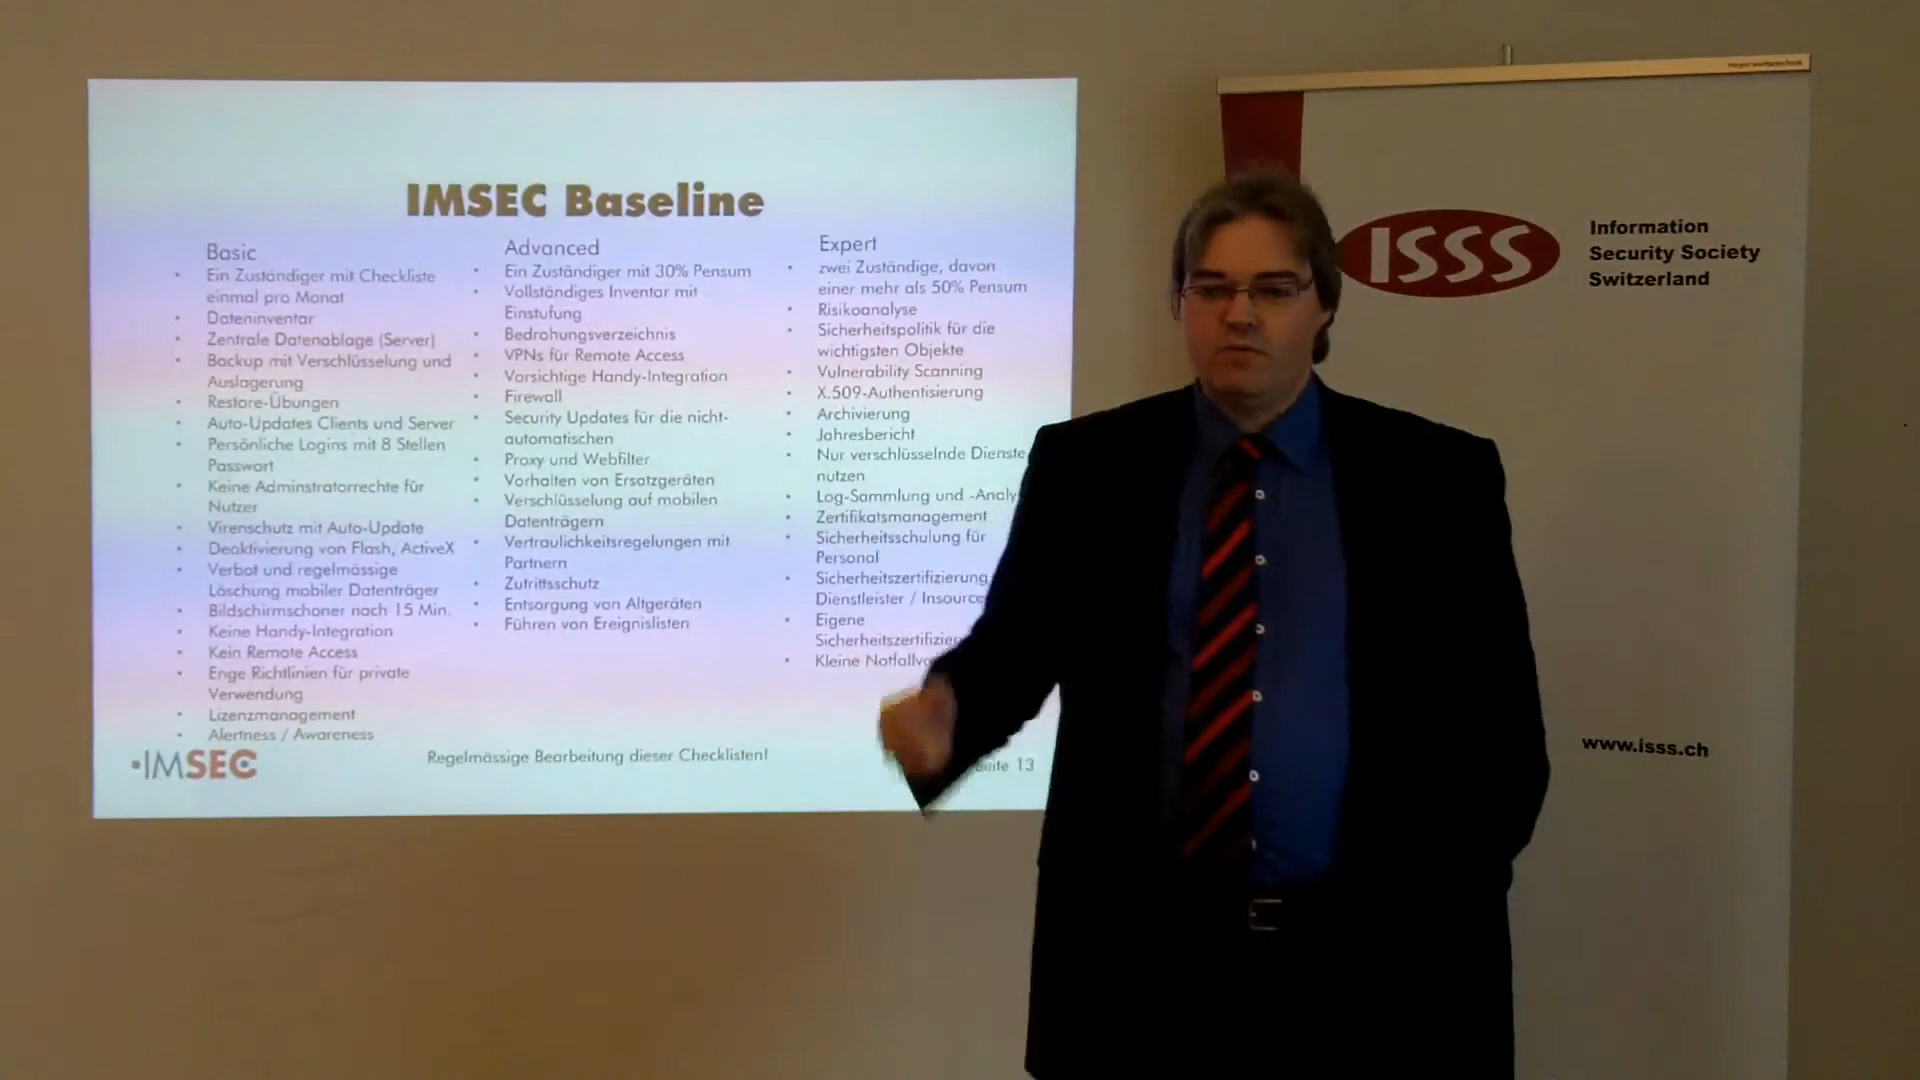 IMSEC Baseline
Basic
• Ein Zuständiger mit Checkliste
einmal pro Monat
• Dateninventar
• Zentrale Datenablage (Server)
• Backup mit Verschlüsselung und
Auslagerung
• Restore-Übungen
• Auto-Updates Clients und Server
• Persönliche Logins mit 8 Stellen
Passwort
• Keine Adminstratorrechte für
Nutzer
• Virenschutz mit Auto-Update
• Deaktivierung von Flash, ActiveX
• Verbot und regelmässige
Löschung mobiler Datenträger
• Bildschirmschoner nach 15 Min.
• Keine Handy-Integration
• Kein Remote Access
• Enge Richtlinien für private
Verwendung
• Lizenzmanagement
• Alertness / Awareness
Advanced
• Ein Zuständiger mit 30% Pensum
• Vollständiges Inventar mit
Einstufung
• Bedrohungsverzeichnis
• VPNs für Remote Access
• Vorsichtige Handy-Integration
• Firewall
• Security Updates für die nicht-
automatischen
• Proxy und Webfilter
• Vorhalten von Ersatzgeräten
• Verschlüsselung auf mobilen
Datenträgern
• Vertraulichkeitsregelungen mit
Partnern
• Zutrittsschutz
• Entsorgung von Altgeräten
• Führen von Ereignislisten
Expert
• zwei Zuständige, davon
einer mehr als 50% Pensum
• Risikoanalyse
• Sicherheitspolitik für die
wichtigsten Objekte
• Vulnerability Scanning
• X.509-Authentisierung
• Archivierung
• Jahresbericht
• Nur verschlüsselnde Dienste
nutzen
• Log-Sammlung und -Analy
• Zertifikatsmanagement
• Sicherheitsschulung für
Personal
• Sicherheitszertifizierung
Dienstleister / Insource
• Eigene
Sicherheitszertifizier
• Kleine Notfallvo
•IMSEC
Regelmässige Bearbeitung dieser Checklisten!
Seite 13
ISSS
Information
Security Society
Switzerland
www.isss.ch